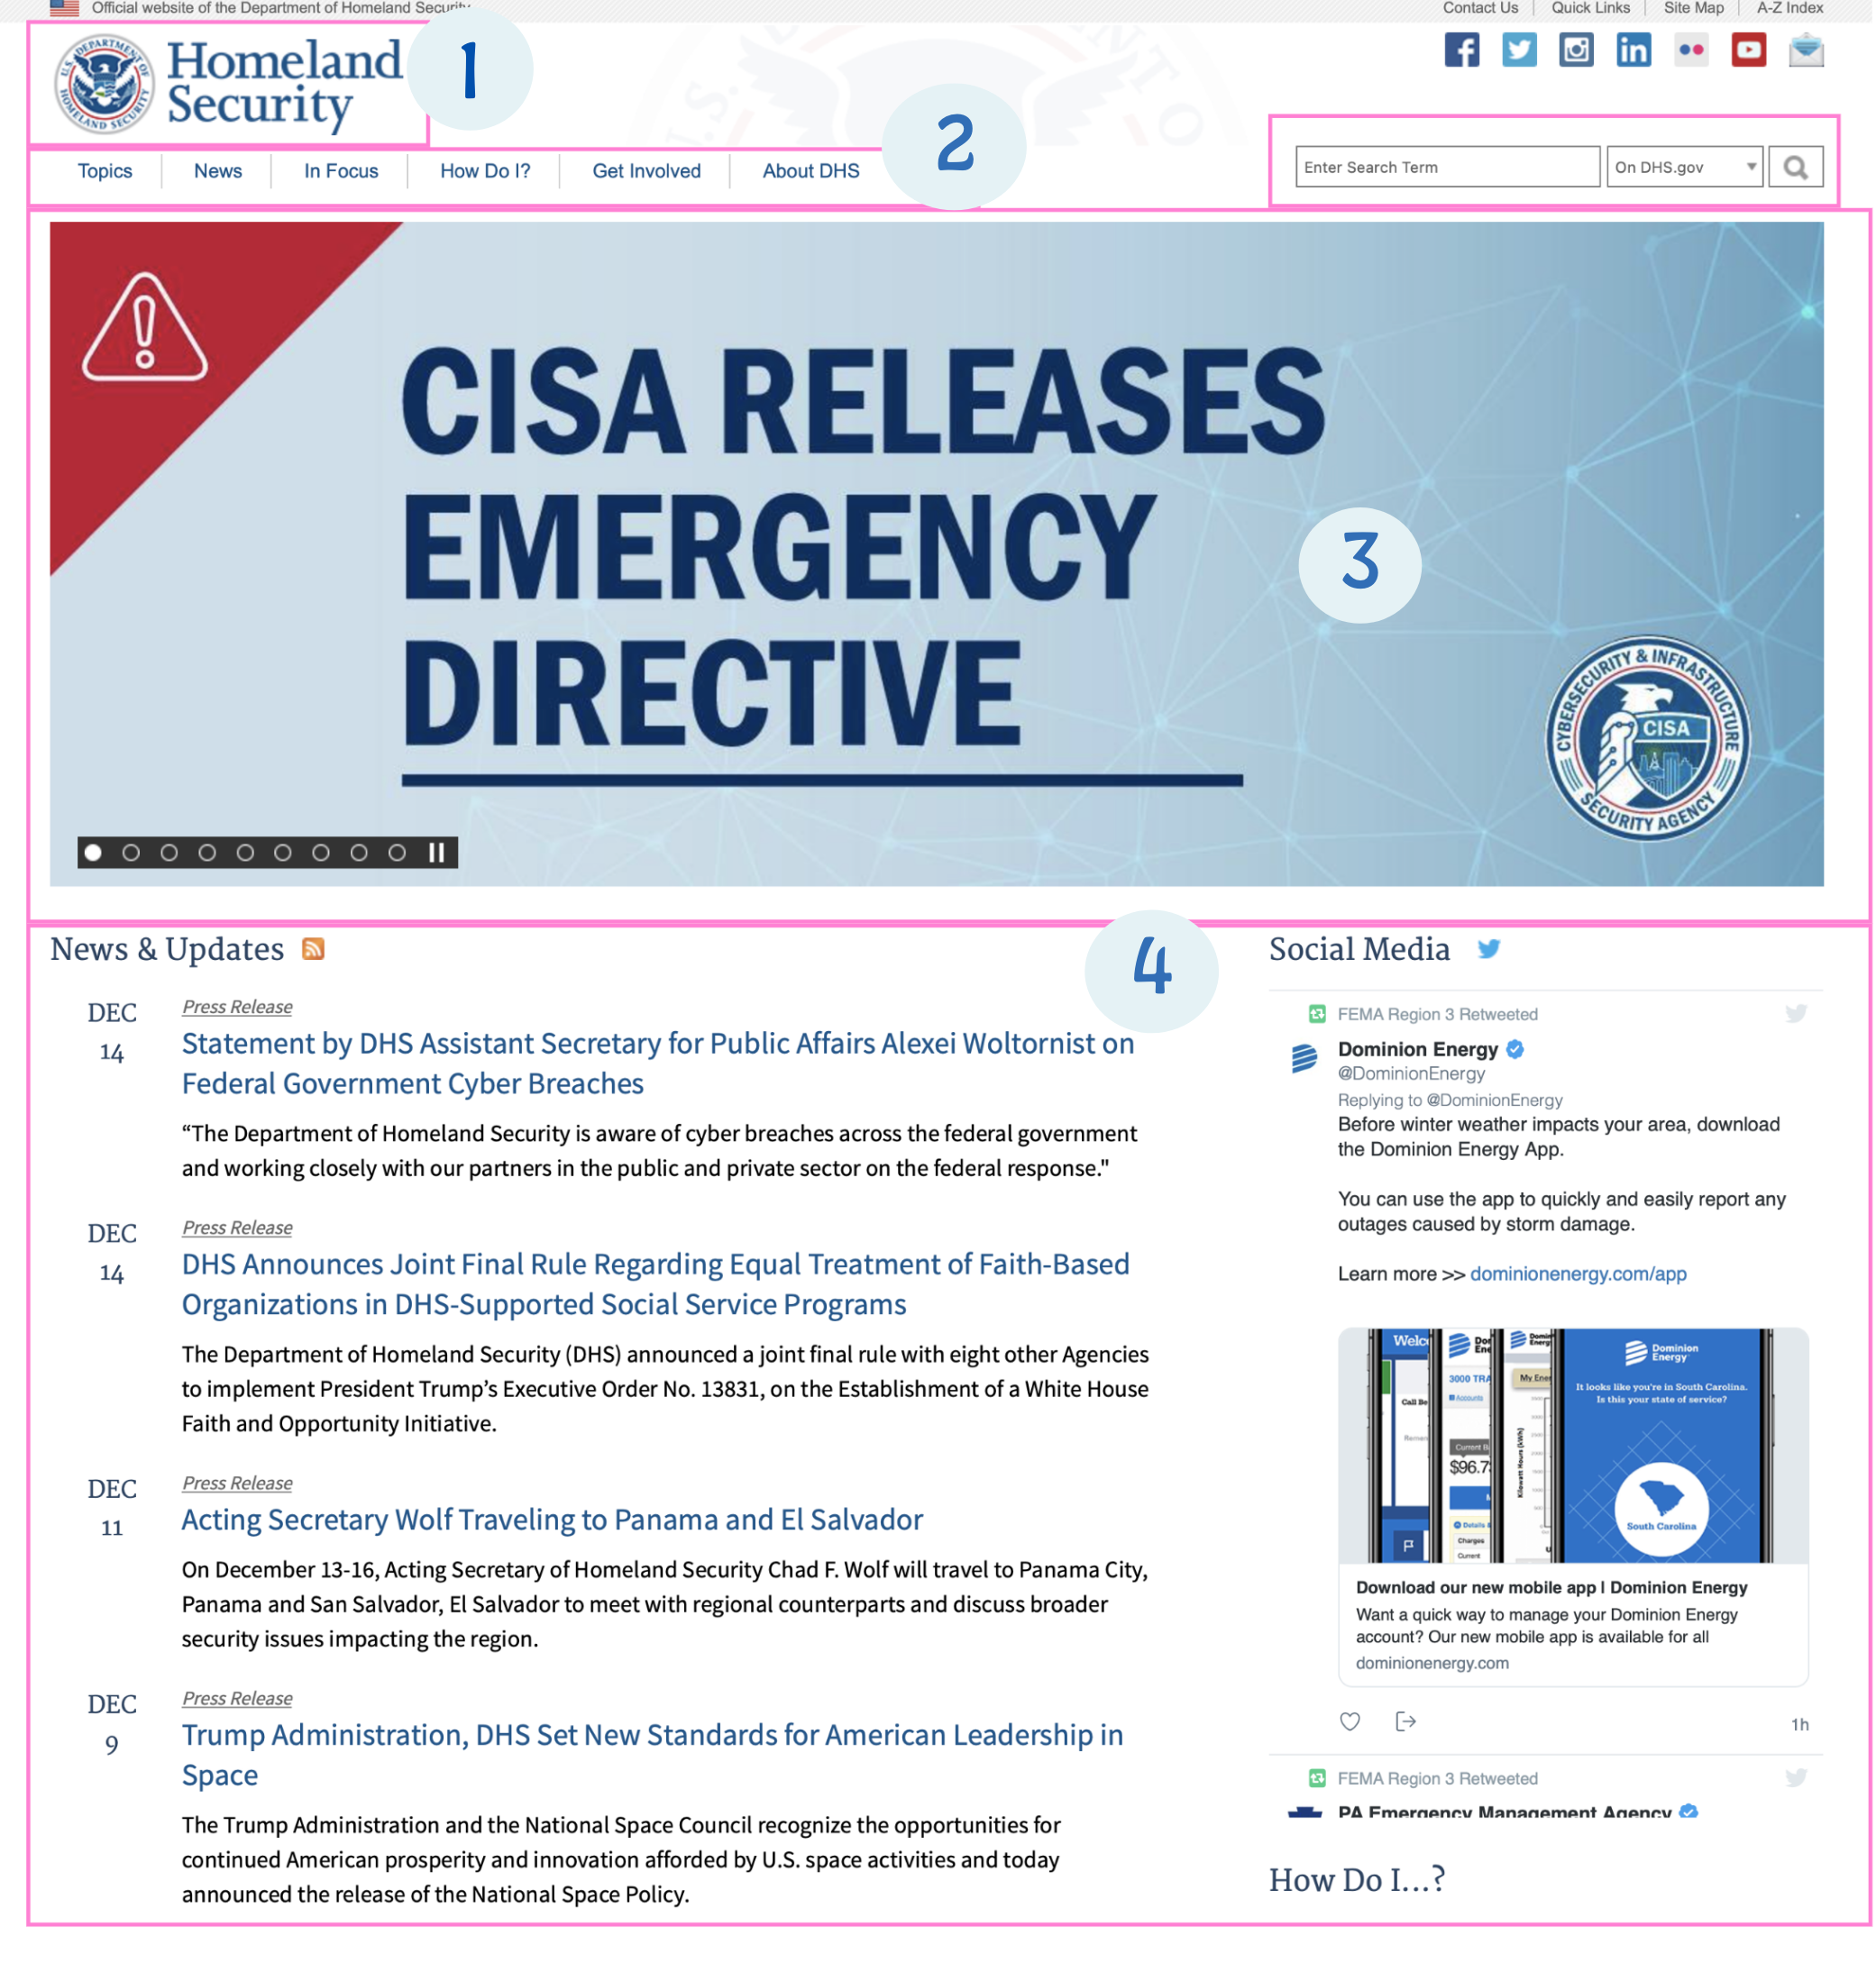 Official website of the Department of Homeland Security
Contact Us Quick Links Site Map A-Z Index
U.S. DEPARTMENT OF HOMELAND SECURITY
Homeland
Security
1
2
Topics News In Focus How Do I? Get Involved About DHS
Enter Search Term On DHS.gov
CISA RELEASES
EMERGENCY
DIRECTIVE
3
CYBERSECURITY & INFRASTRUCTURE
CISA
SECURITY AGENCY
4
News & Updates
DEC
14
Press Release
Statement by DHS Assistant Secretary for Public Affairs Alexei Woltornist on
Federal Government Cyber Breaches
“The Department of Homeland Security is aware of cyber breaches across the federal government
and working closely with our partners in the public and private sector on the federal response."
DEC
14
Press Release
DHS Announces Joint Final Rule Regarding Equal Treatment of Faith-Based
Organizations in DHS-Supported Social Service Programs
The Department of Homeland Security (DHS) announced a joint final rule with eight other Agencies
to implement President Trump’s Executive Order No. 13831, on the Establishment of a White House
Faith and Opportunity Initiative.
DEC
11
Press Release
Acting Secretary Wolf Traveling to Panama and El Salvador
On December 13-16, Acting Secretary of Homeland Security Chad F. Wolf will travel to Panama City,
Panama and San Salvador, El Salvador to meet with regional counterparts and discuss broader
security issues impacting the region.
DEC
9
Press Release
Trump Administration, DHS Set New Standards for American Leadership in
Space
The Trump Administration and the National Space Council recognize the opportunities for
continued American prosperity and innovation afforded by U.S. space activities and today
announced the release of the National Space Policy.
Social Media
FEMA Region 3 Retweeted
Dominion Energy
@DominionEnergy
Replying to @DominionEnergy
Before winter weather impacts your area, download
the Dominion Energy App.
You can use the app to quickly and easily report any
outages caused by storm damage.
Learn more >> dominionenergy.com/app
Dominion
Energy
3000 TRA
Accounts
My Ener
Call Be
It looks like you're in South Carolina.
Is this your state of service?
Current B
$96.7
Kilowatt Hours (kWh)
South Carolina
Details
Charges
Current
Download our new mobile app | Dominion Energy
Want a quick way to manage your Dominion Energy
account? Our new mobile app is available for all
dominionenergy.com
1h
FEMA Region 3 Retweeted
PA Emergency Management Agency
How Do I...?